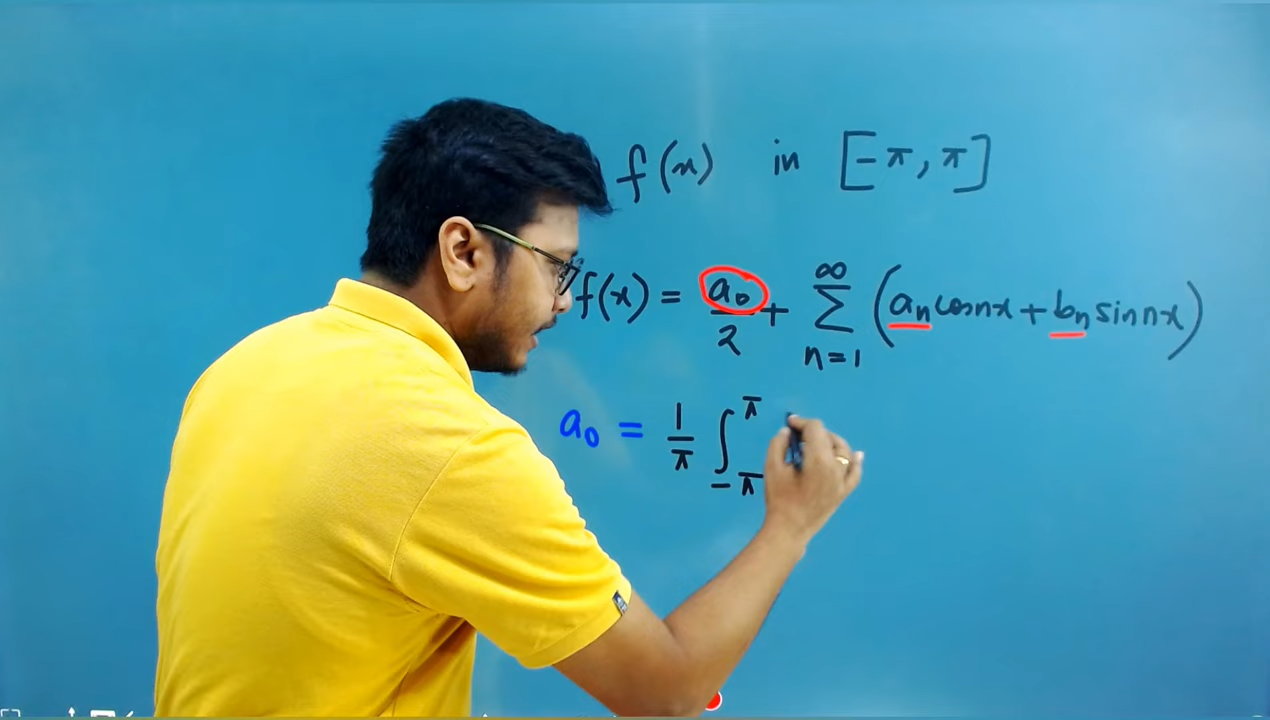 f(x) in [-π, π]
f(x) = a₀/2 + ∑_{n=1}^{∞} (aₙ cos nx + bₙ sin nx)
a₀ = 1/π ∫_{-π}^{π}